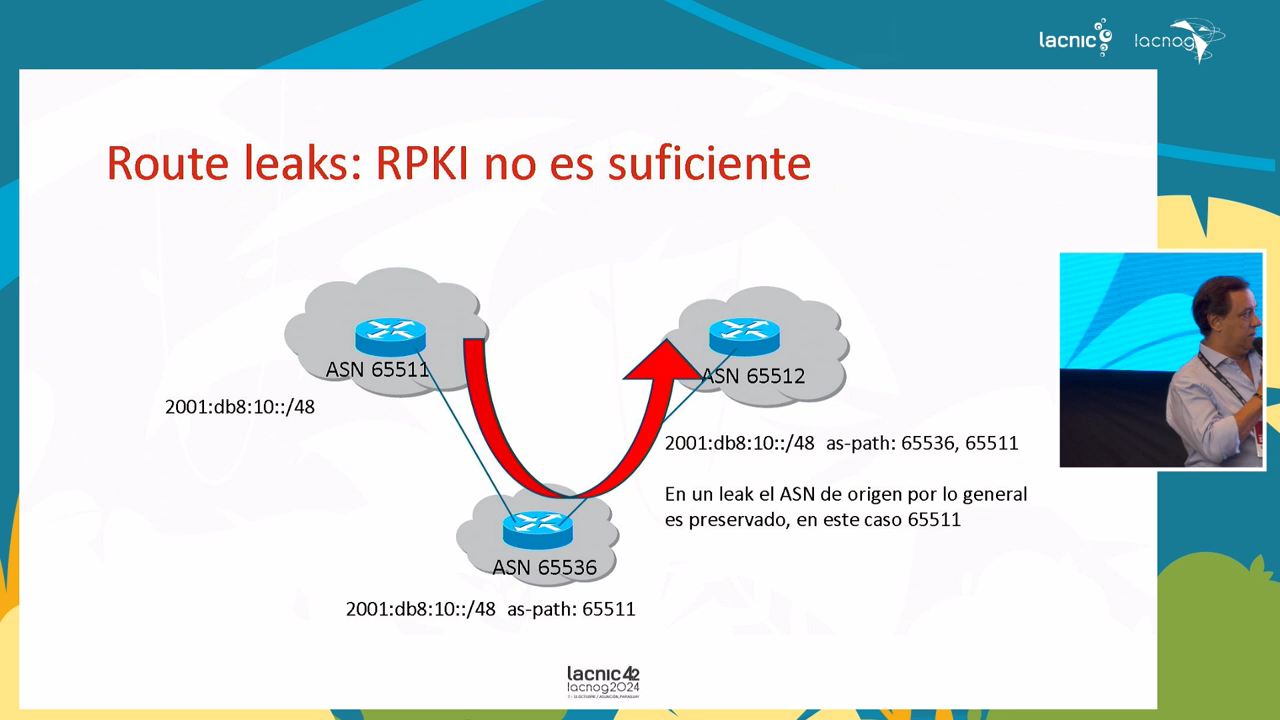 lacnic
lacnog
Route leaks: RPKI no es suficiente
ASN 65511
ASN 65512
2001:db8:10::/48
2001:db8:10::/48 as-path: 65536, 65511
En un leak el ASN de origen por lo general
es preservado, en este caso 65511
ASN 65536
2001:db8:10::/48 as-path: 65511
lacnic 42
lacnog2024